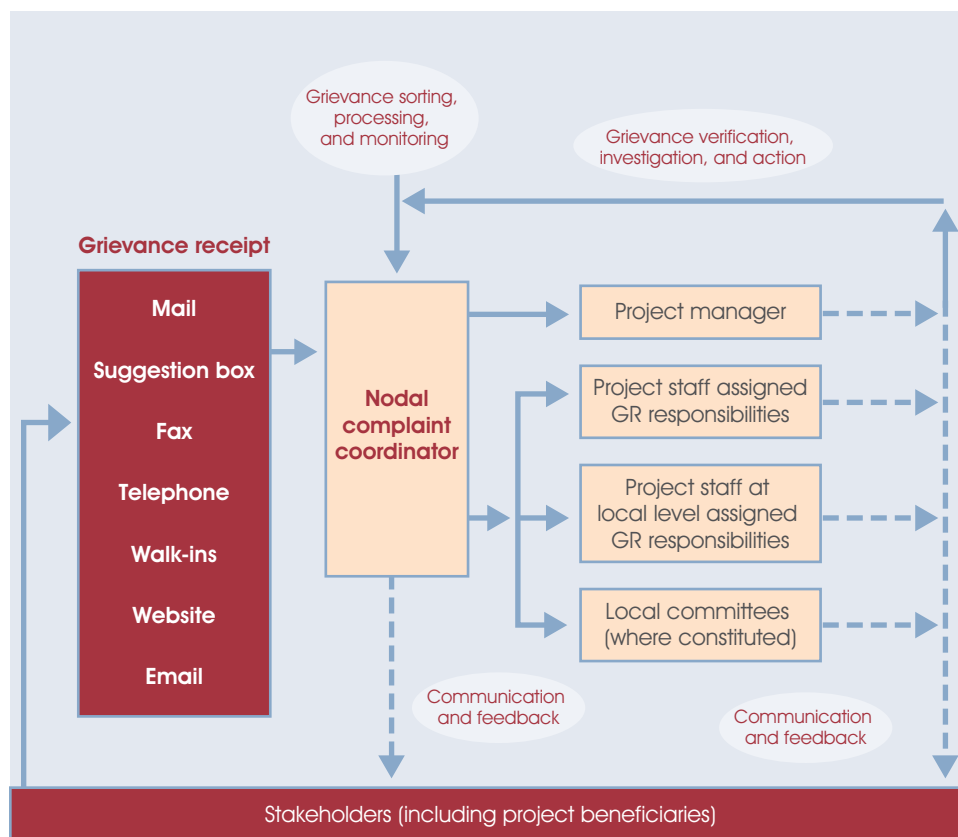 Grievance sorting,
processing,
and monitoring
Grievance verification,
investigation, and action
Grievance receipt
Mail
Suggestion box
Fax
Telephone
Walk-ins
Website
Email
Nodal
complaint
coordinator
Project manager
Project staff assigned
GR responsibilities
Project staff at
local level assigned
GR responsibilities
Local committees
(where constituted)
Communication
and feedback
Communication
and feedback
Stakeholders (including project beneficiaries)